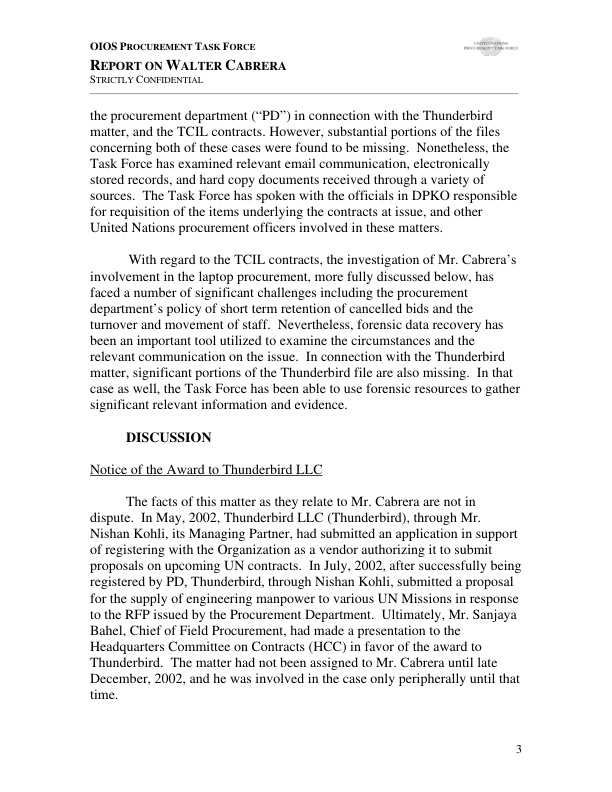 OIOS PROCUREMENT TASK FORCE
UNITED NATIONS
PROCUREMENT TASK FORCE
REPORT ON WALTER CABRERA
STRICTLY CONFIDENTIAL
the procurement department (“PD”) in connection with the Thunderbird
matter, and the TCIL contracts. However, substantial portions of the files
concerning both of these cases were found to be missing.  Nonetheless, the
Task Force has examined relevant email communication, electronically
stored records, and hard copy documents received through a variety of
sources.  The Task Force has spoken with the officials in DPKO responsible
for requisition of the items underlying the contracts at issue, and other
United Nations procurement officers involved in these matters.
With regard to the TCIL contracts, the investigation of Mr. Cabrera’s
involvement in the laptop procurement, more fully discussed below, has
faced a number of significant challenges including the procurement
department’s policy of short term retention of cancelled bids and the
turnover and movement of staff.  Nevertheless, forensic data recovery has
been an important tool utilized to examine the circumstances and the
relevant communication on the issue.  In connection with the Thunderbird
matter, significant portions of the Thunderbird file are also missing.  In that
case as well, the Task Force has been able to use forensic resources to gather
significant relevant information and evidence.
DISCUSSION
Notice of the Award to Thunderbird LLC
The facts of this matter as they relate to Mr. Cabrera are not in
dispute.  In May, 2002, Thunderbird LLC (Thunderbird), through Mr.
Nishan Kohli, its Managing Partner, had submitted an application in support
of registering with the Organization as a vendor authorizing it to submit
proposals on upcoming UN contracts.  In July, 2002, after successfully being
registered by PD, Thunderbird, through Nishan Kohli, submitted a proposal
for the supply of engineering manpower to various UN Missions in response
to the RFP issued by the Procurement Department.  Ultimately, Mr. Sanjaya
Bahel, Chief of Field Procurement, had made a presentation to the
Headquarters Committee on Contracts (HCC) in favor of the award to
Thunderbird.  The matter had not been assigned to Mr. Cabrera until late
December, 2002, and he was involved in the case only peripherally until that
time.
3